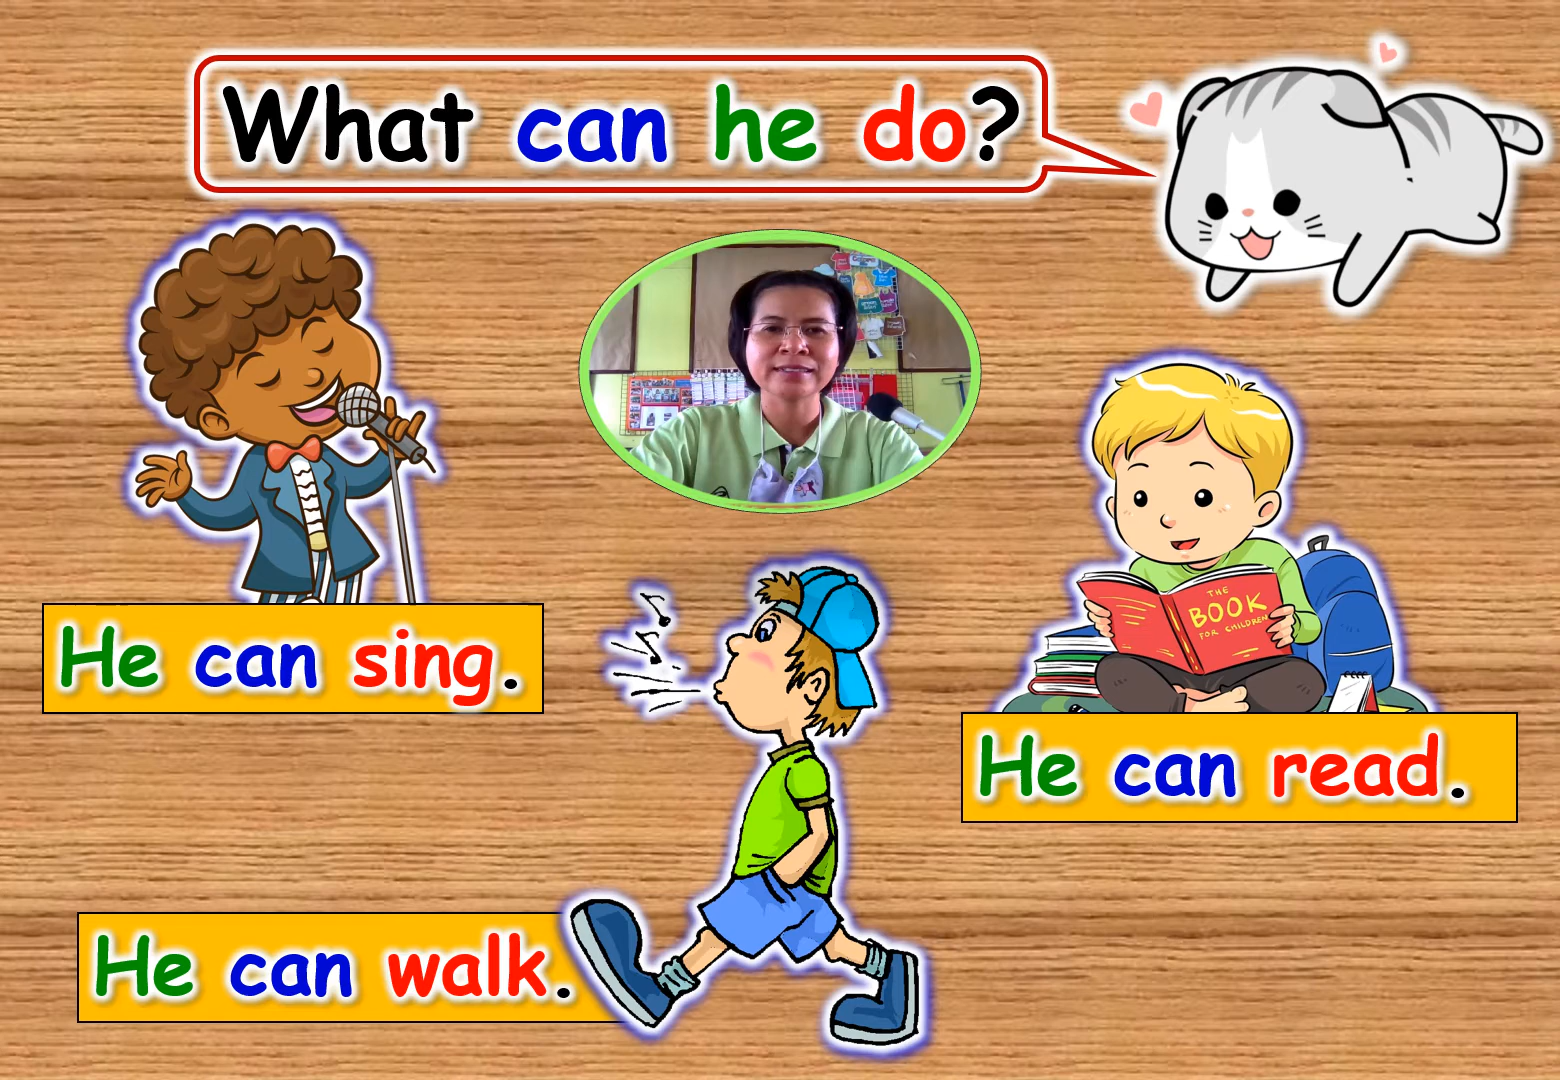 What can he do?
He can sing.
THE
BOOK
FOR CHILDREN
He can read.
He can walk.